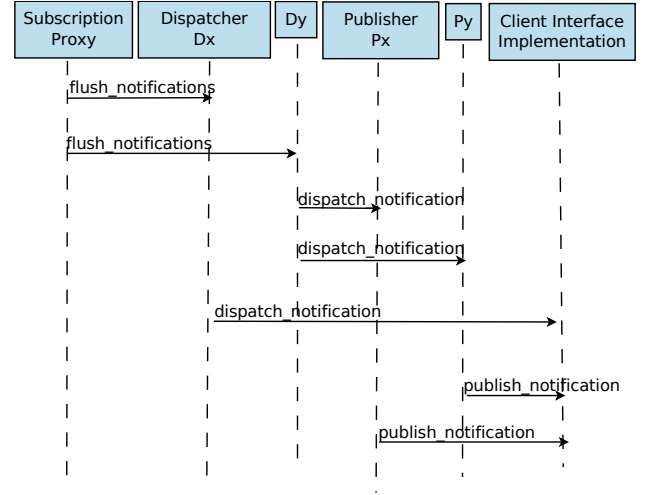 Subscription
Proxy
Dispatcher
Dx
Dy
Publisher
Px
Py
Client Interface
Implementation
flush_notifications
flush_notifications
dispatch_notification
dispatch_notification
dispatch_notification
publish_notification
publish_notification